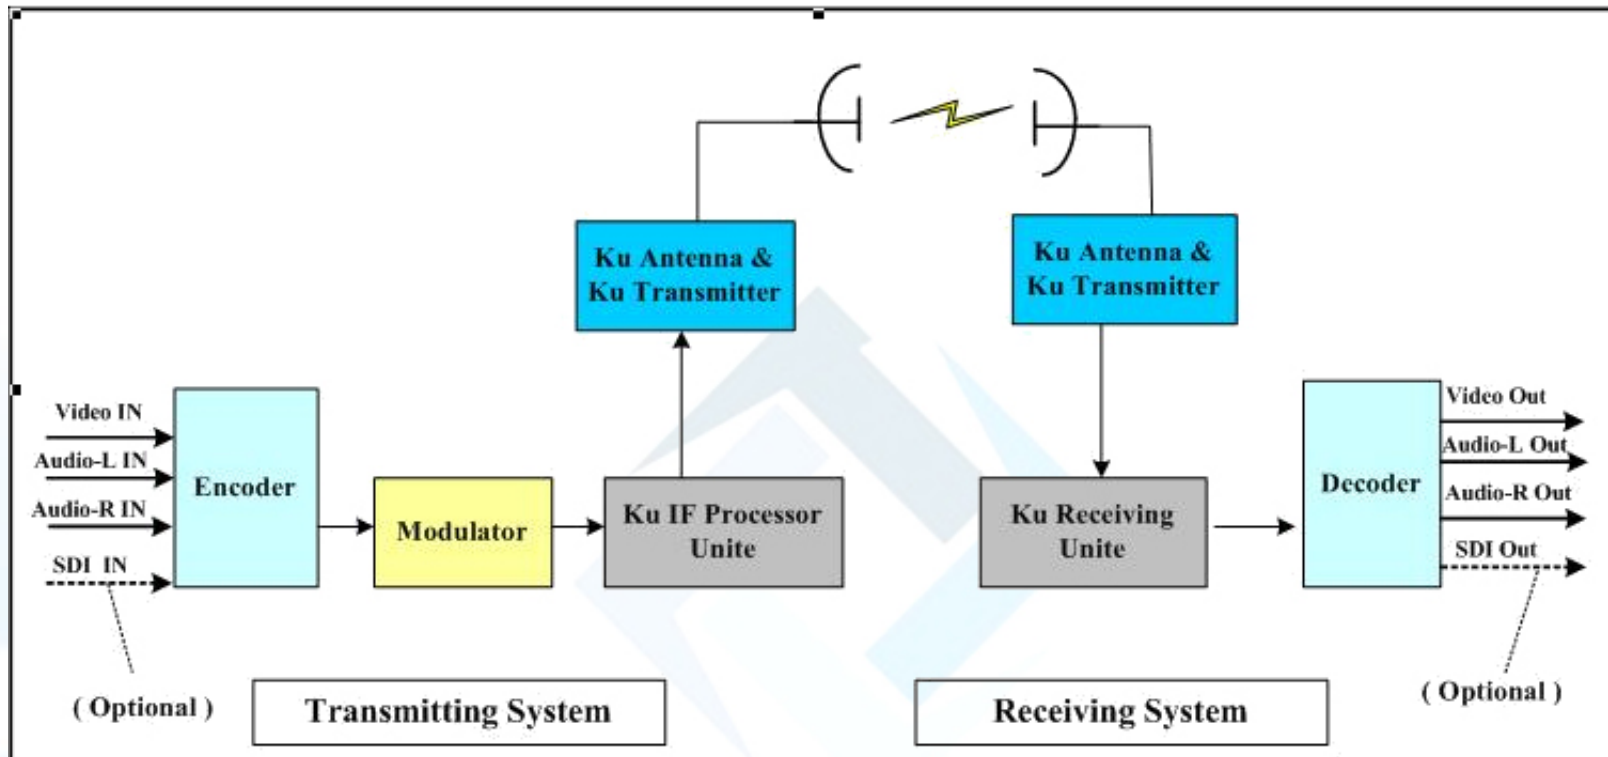 Ku Antenna &
Ku Transmitter
Ku Antenna &
Ku Transmitter
Video IN
Audio-L IN
Audio-R IN
SDI IN
( Optional )
Encoder
Modulator
Ku IF Processor
Unite
Ku Receiving
Unite
Decoder
Video Out
Audio-L Out
Audio-R Out
SDI Out
( Optional )
Transmitting System
Receiving System